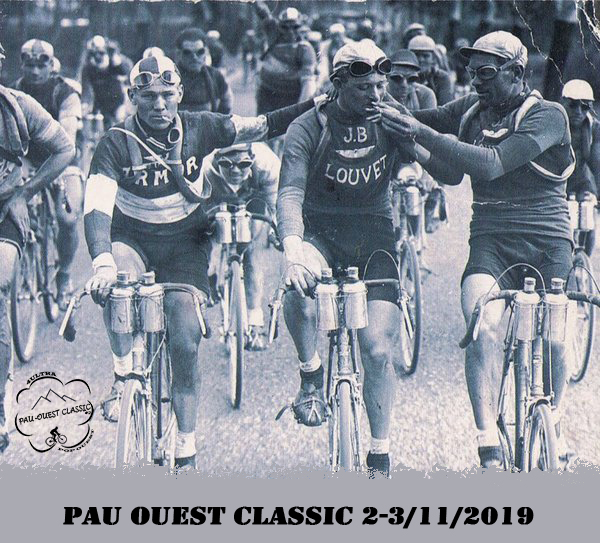 J.B
LOUVET
PAU-OUEST CLASSIC
PAU OUEST CLASSIC 2-3/11/2019